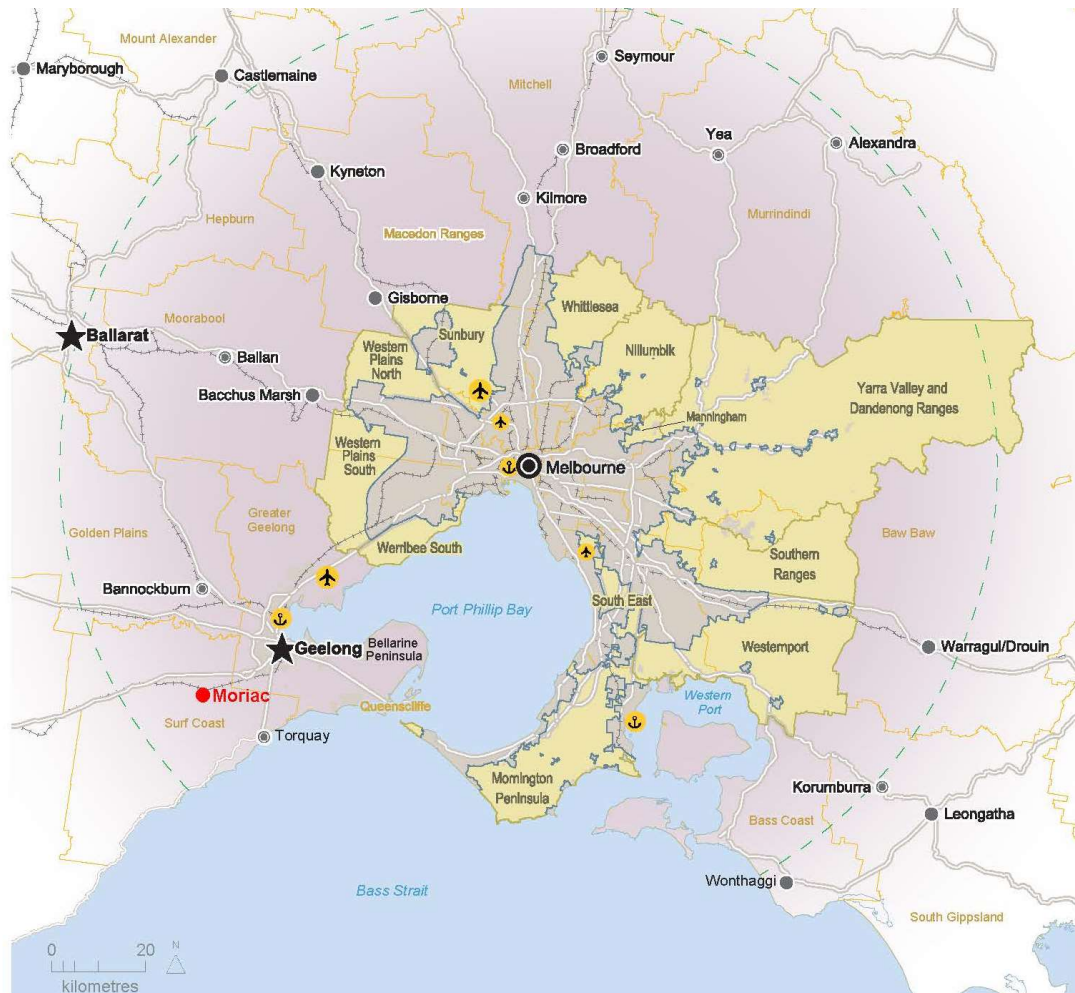 Mount Alexander
Maryborough
Castlemaine
Seymour
Mitchell
Yea
Alexandra
Broadford
Kyneton
Kilmore
Hepburn
Murrindindi
Macedon Ranges
Gisborne
Whittlesea
Moorabool
Ballarat
Sunbury
Ballan
Western
Plains
North
Nillumbik
Bacchus Marsh
Yarra Valley and
Dandenong Ranges
Manningham
Western
Plains
South
Melbourne
Greater
Geelong
Golden Plains
Baw Baw
Werribee South
Southern
Ranges
Bannockburn
Port Phillip Bay
South East
Geelong
Bellarine
Peninsula
Westernport
Warragul/Drouin
Moriac
Queenscliffe
Western
Port
Surf Coast
Torquay
Mornington
Peninsula
Korumburra
Leongatha
Bass Coast
Wonthaggi
Bass Strait
South Gippsland
0 20
N
kilometres